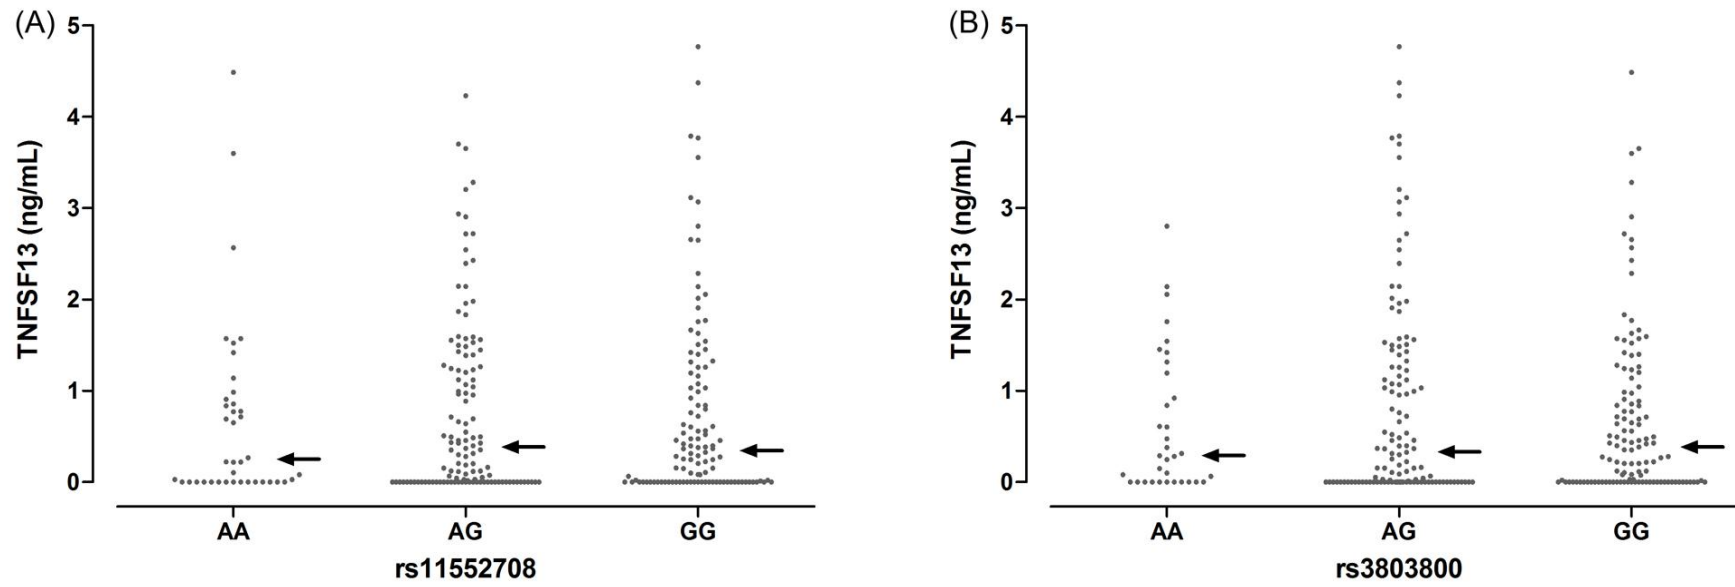 (A)
TNFSF13 (ng/mL)
5
4
3
2
1
0
AA AG GG
rs11552708
(B)
TNFSF13 (ng/mL)
5
4
3
2
1
0
AA AG GG
rs3803800